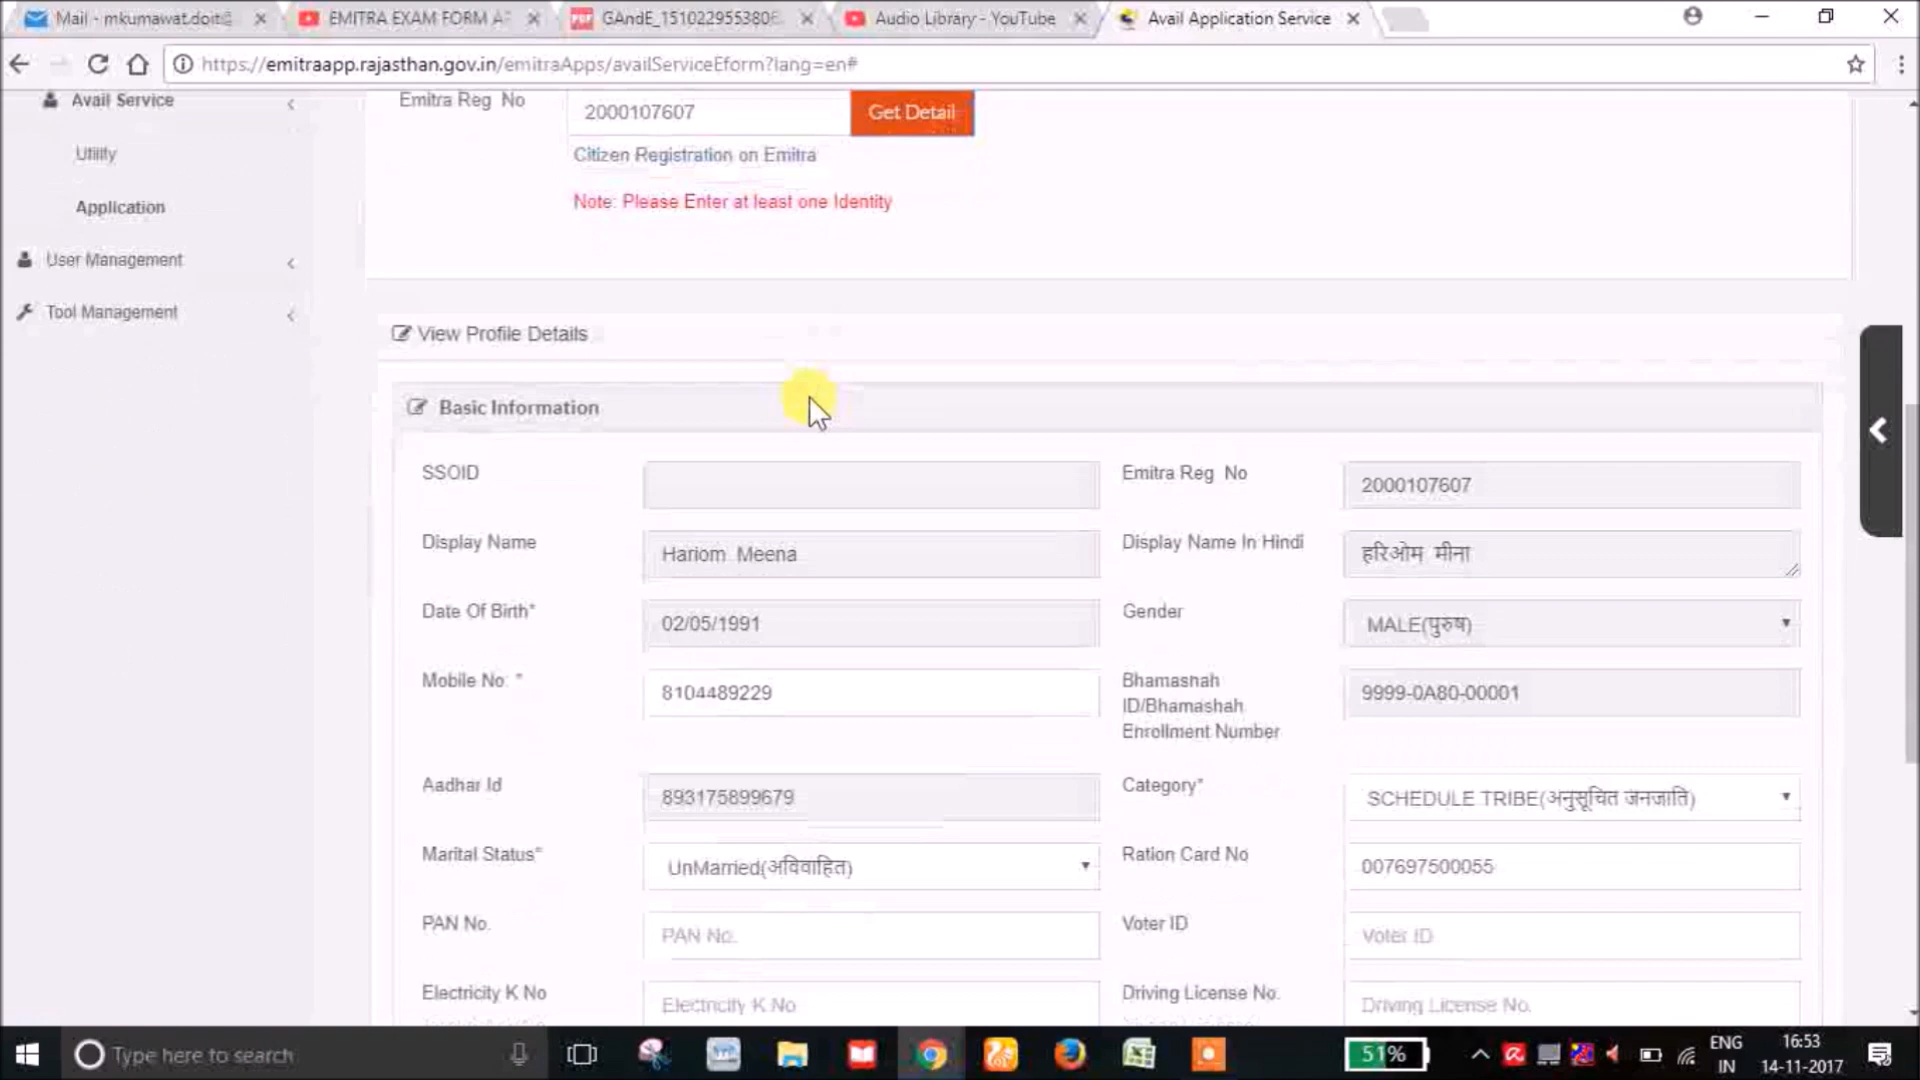 Mail - mkumawat.doit@
EMITRA EXAM FORM A
GAndE_1510229553806
Audio Library - YouTube
Avail Application Service
https://emitraapp.rajasthan.gov.in/emitraApps/availServiceEform?lang=en#
Avail Service
Utility
Application
User Management
Tool Management
Emitra Reg No
2000107607
Get Detail
Citizen Registration on Emitra
Note: Please Enter at least one Identity
View Profile Details
Basic Information
SSOID
Emitra Reg No
2000107607
Display Name
Hariom Meena
Display Name In Hindi
हरिओम मीना
Date Of Birth*
02/05/1991
Gender
MALE(पुरुष)
Mobile No. *
8104489229
Bhamashah
ID/Bhamashah
Enrollment Number
9999-0A80-00001
Aadhar Id
893175899679
Category*
SCHEDULE TRIBE(अनुसूचित जनजाति)
Marital Status*
UnMarried(अविवाहित)
Ration Card No
007697500055
PAN No.
PAN No.
Voter ID
Voter ID
Electricity K No
Electricity K No
Driving License No.
Driving License No.
Type here to search
51%
ENG
IN
16:53
14-11-2017